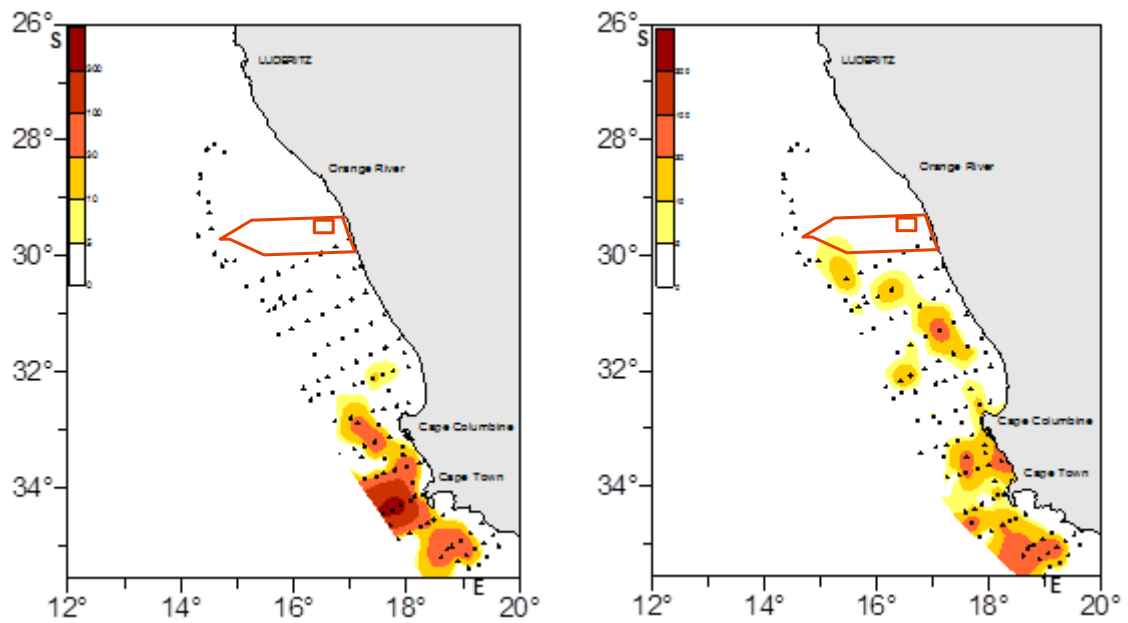 26°
S
LUDERITZ
28°
Orange River
30°
32°
Cape Columbine
34°
Cape Town
E
12°
14°
16°
18°
20°
26°
S
LUDERITZ
28°
Orange River
30°
32°
Cape Columbine
34°
Cape Town
E
12°
14°
16°
18°
20°